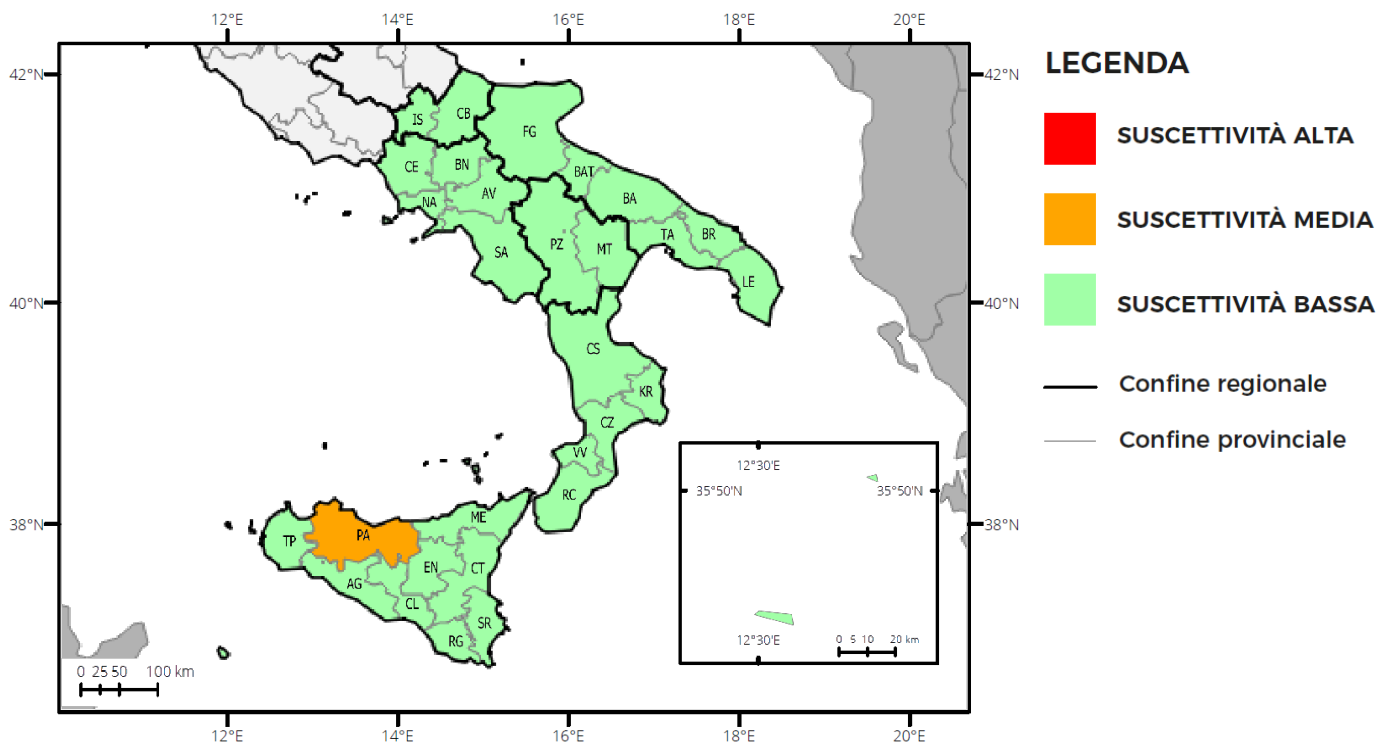 12°E 14°E 16°E 18°E 20°E
42°N 42°N
LEGENDA
SUSCETTIVITÀ ALTA
SUSCETTIVITÀ MEDIA
SUSCETTIVITÀ BASSA
Confine regionale
Confine provinciale
IS CB FG
CE BN BAT
NA AV BA
SA PZ MT TA BR
LE
40°N 40°N
CS
KR
CZ
VV
RC
ME
38°N 38°N
TP PA
AG EN CT
CL SR
RG
12°30'E
35°50'N 35°50'N
12°30'E
0 5 10 20 km
0 25 50 100 km
12°E 14°E 16°E 18°E 20°E